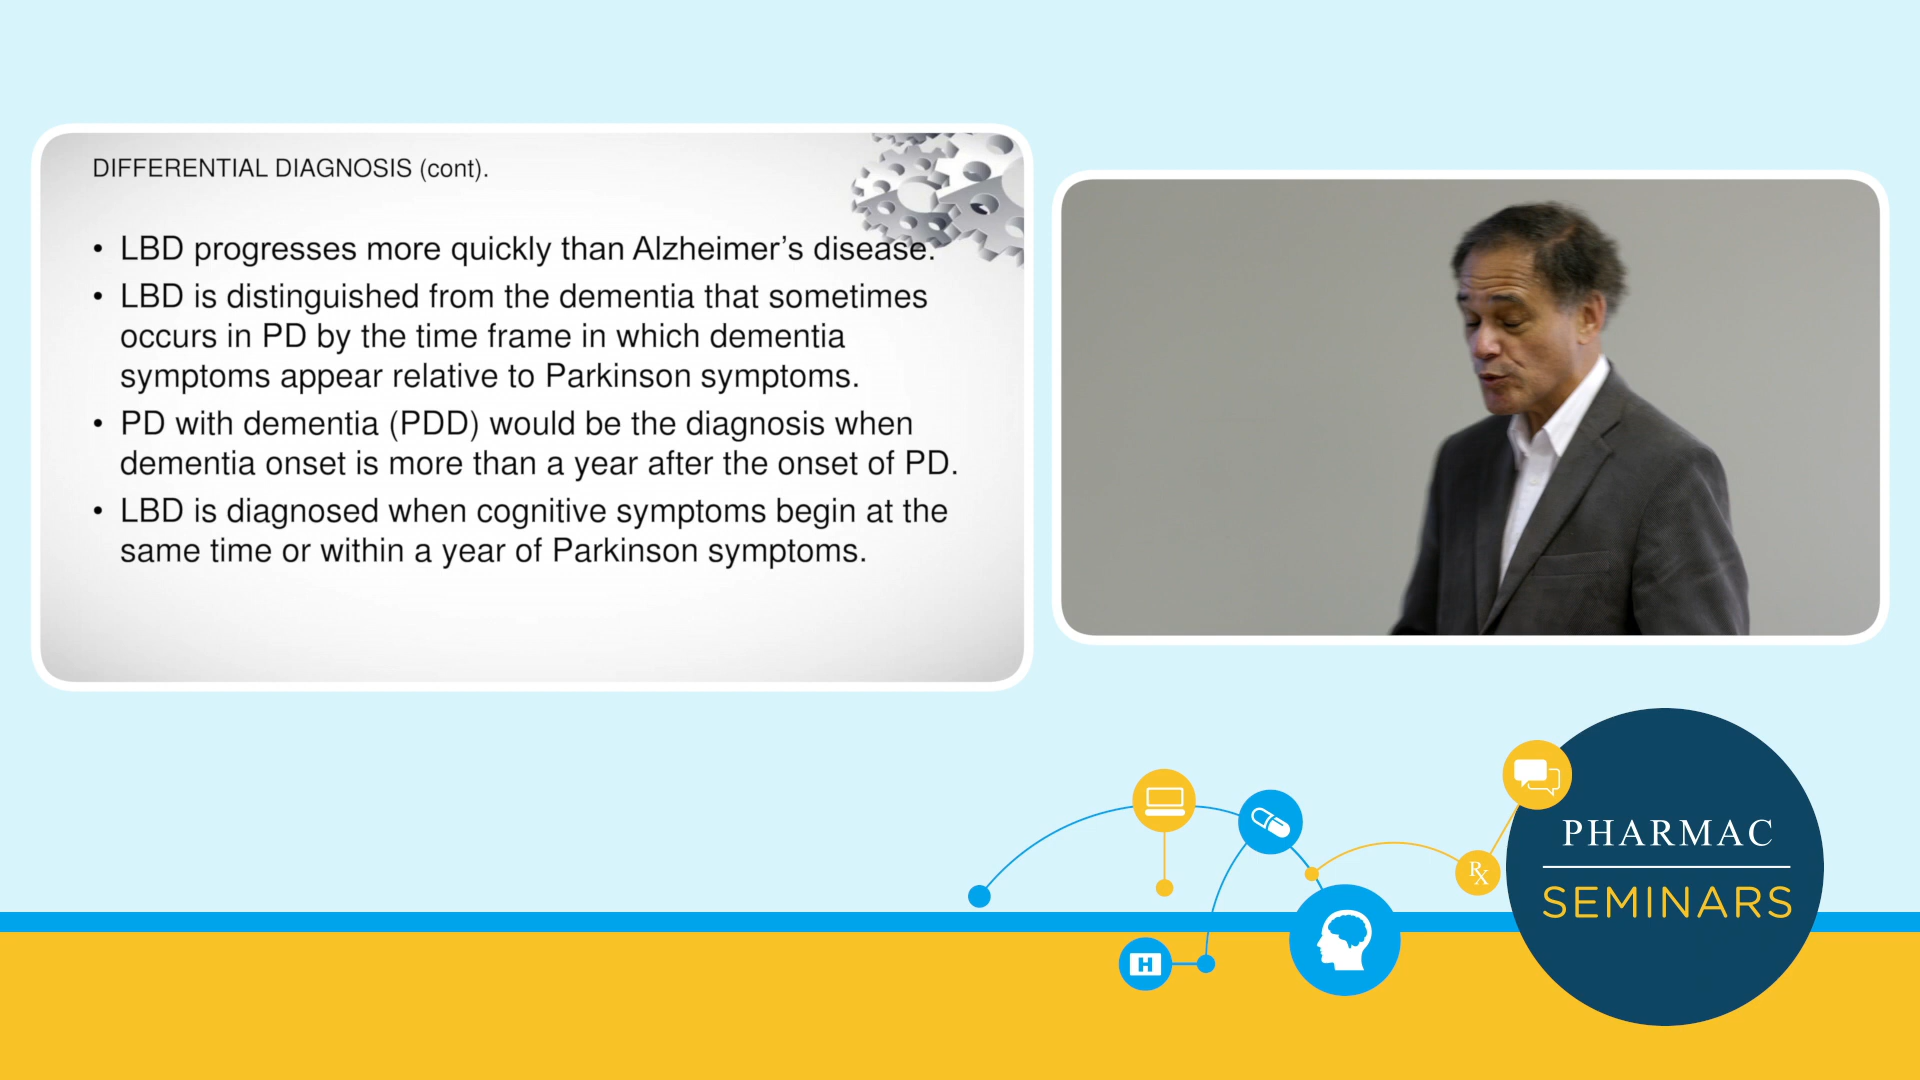 DIFFERENTIAL DIAGNOSIS (cont).
• LBD progresses more quickly than Alzheimer’s disease.
• LBD is distinguished from the dementia that sometimes
occurs in PD by the time frame in which dementia
symptoms appear relative to Parkinson symptoms.
• PD with dementia (PDD) would be the diagnosis when
dementia onset is more than a year after the onset of PD.
• LBD is diagnosed when cognitive symptoms begin at the
same time or within a year of Parkinson symptoms.
PHARMAC
SEMINARS
Rx
H